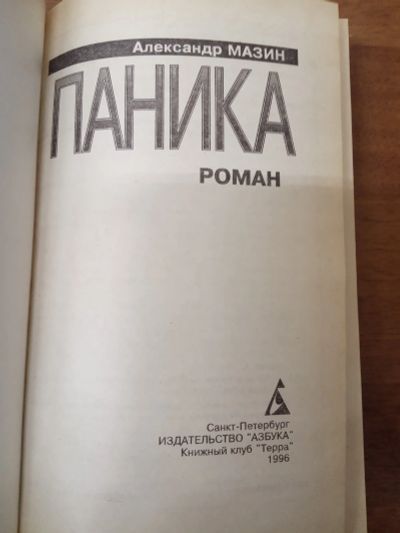 Александр МАЗИН
ПАНИКА
РОМАН
Санкт-Петербург
ИЗДАТЕЛЬСТВО "АЗБУКА"
Книжный клуб "Терра"
1996